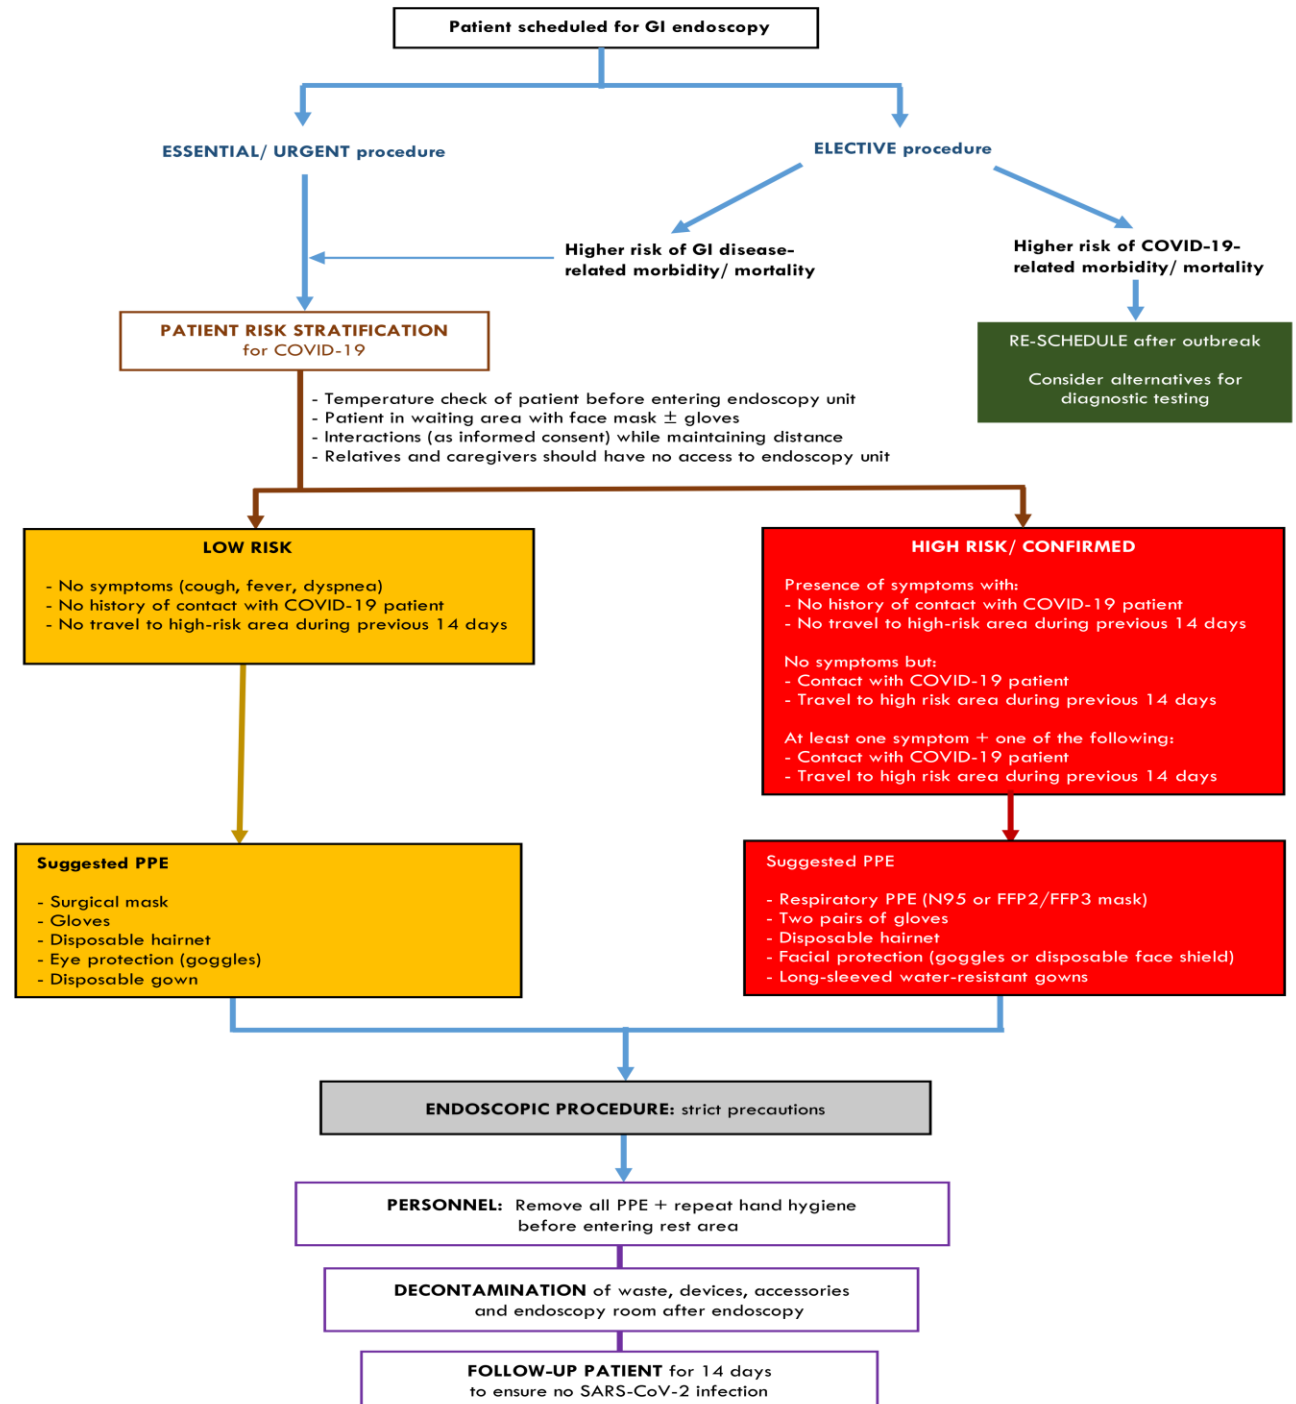 Patient scheduled for GI endoscopy
ESSENTIAL/ URGENT procedure
ELECTIVE procedure
Higher risk of GI disease-
related morbidity/ mortality
Higher risk of COVID-19-
related morbidity/ mortality
PATIENT RISK STRATIFICATION
for COVID-19
RE-SCHEDULE after outbreak
Consider alternatives for
diagnostic testing
- Temperature check of patient before entering endoscopy unit
- Patient in waiting area with face mask ± gloves
- Interactions (as informed consent) while maintaining distance
- Relatives and caregivers should have no access to endoscopy unit
LOW RISK
- No symptoms (cough, fever, dyspnea)
- No history of contact with COVID-19 patient
- No travel to high-risk area during previous 14 days
HIGH RISK/ CONFIRMED
Presence of symptoms with:
- No history of contact with COVID-19 patient
- No travel to high-risk area during previous 14 days
No symptoms but:
- Contact with COVID-19 patient
- Travel to high risk area during previous 14 days
At least one symptom + one of the following:
- Contact with COVID-19 patient
- Travel to high risk area during previous 14 days
Suggested PPE
- Surgical mask
- Gloves
- Disposable hairnet
- Eye protection (goggles)
- Disposable gown
Suggested PPE
- Respiratory PPE (N95 or FFP2/FFP3 mask)
- Two pairs of gloves
- Disposable hairnet
- Facial protection (goggles or disposable face shield)
- Long-sleeved water-resistant gowns
ENDOSCOPIC PROCEDURE: strict precautions
PERSONNEL: Remove all PPE + repeat hand hygiene
before entering rest area
DECONTAMINATION of waste, devices, accessories
and endoscopy room after endoscopy
FOLLOW-UP PATIENT for 14 days
to ensure no SARS-CoV-2 infection